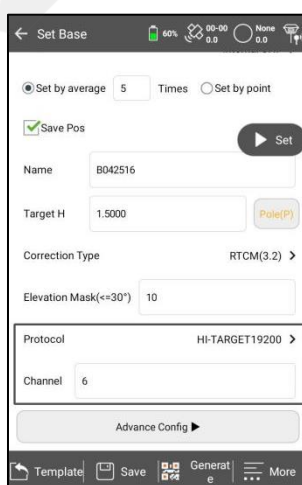 ← Set Base 60% 00-00 0.0 None 0.0
Set by average 5 Times Set by point
Save Pos
Set
Name B042516
Target H 1.5000 Pole(P)
Correction Type RTCM(3.2) >
Elevation Mask(<=30°) 10
Protocol HI-TARGET19200 >
Channel 6
Advance Config ▶
Template Save Generat
e More